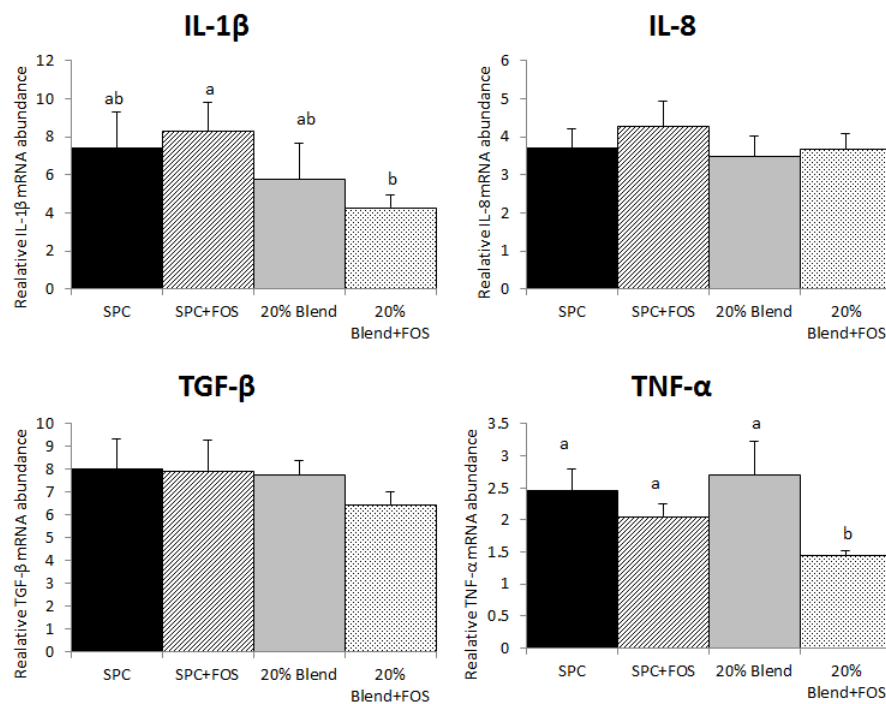 IL-1β
Realative IL-1β mRNA abundance
12
10
8
6
4
2
0
ab
a
ab
b
SPC
SPC+FOS
20% Blend
20%
Blend+FOS
IL-8
Realative IL-8 mRNA abundance
6
5
4
3
2
1
0
SPC
SPC+FOS
20% Blend
20%
Blend+FOS
TGF-β
Realative TGF-β mRNA abundance
10
9
8
7
6
5
4
3
2
1
0
SPC
SPC+FOS
20% Blend
20%
Blend+FOS
TNF-α
Realative TNF-α mRNA abundance
3.5
3
2.5
2
1.5
1
0.5
0
a
a
a
b
SPC
SPC+FOS
20% Blend
20%
Blend+FOS